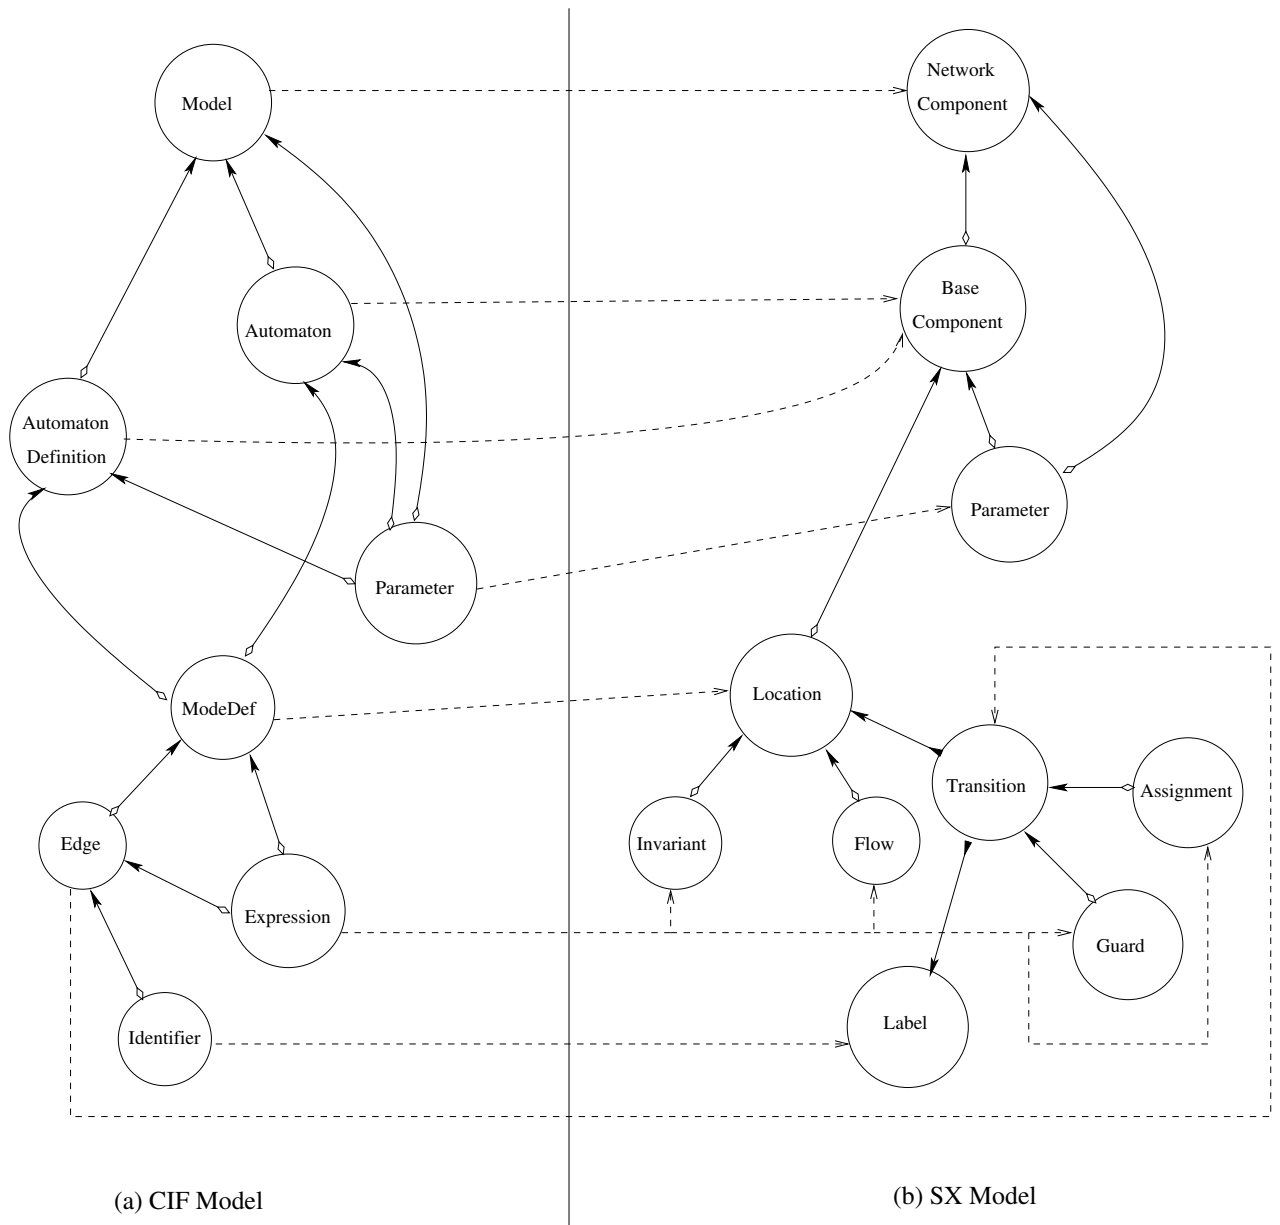 Model
Automaton
Automaton
Definition
Parameter
ModeDef
Edge
Expression
Identifier
(a) CIF Model
Network
Component
Base
Component
Parameter
Location
Transition
Assignment
Invariant
Flow
Guard
Label
(b) SX Model